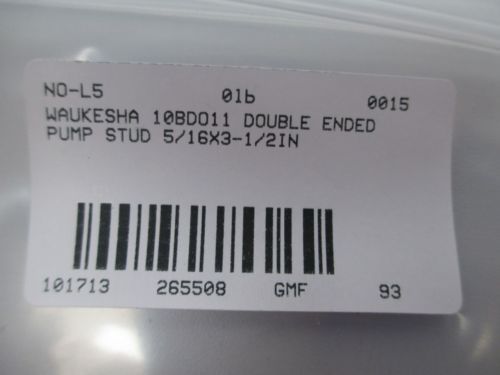 NO-L5 01b 0015
WAUKESHA 10BD011 DOUBLE ENDED
PUMP STUD 5/16X3-1/2IN
101713 265508 GMF 93